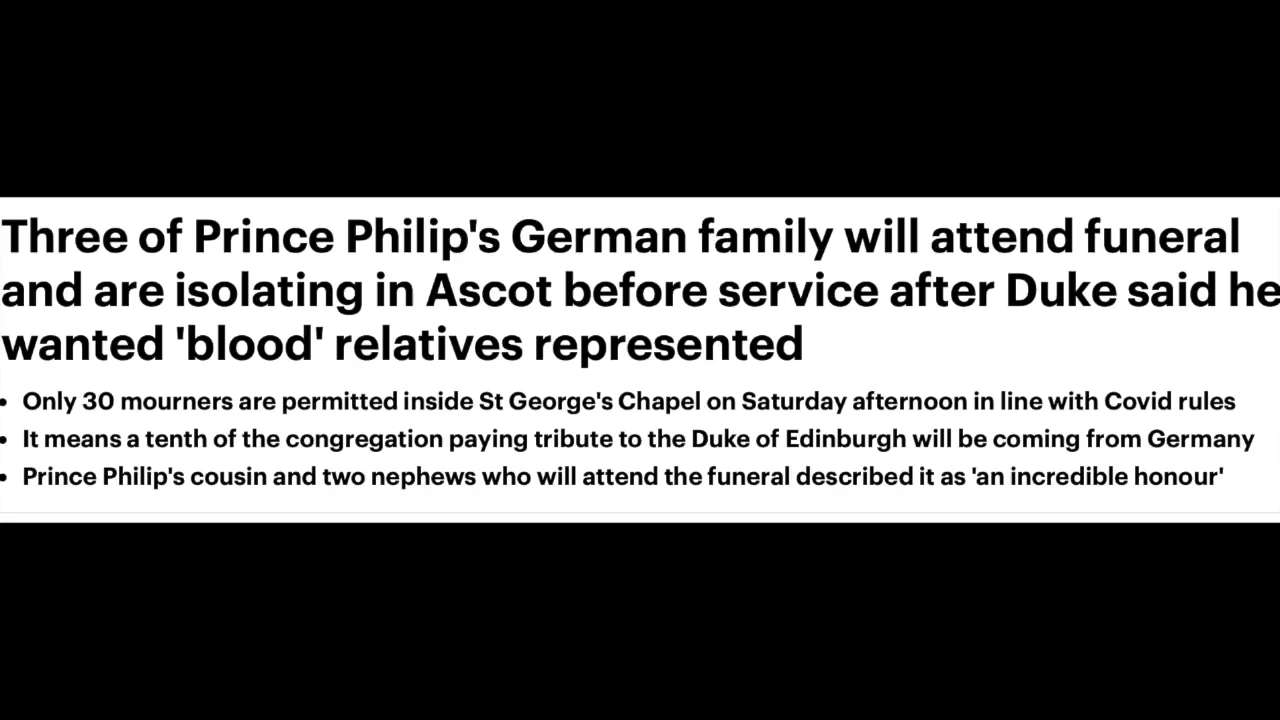 Three of Prince Philip's German family will attend funeral
and are isolating in Ascot before service after Duke said he
wanted 'blood' relatives represented
• Only 30 mourners are permitted inside St George's Chapel on Saturday afternoon in line with Covid rules
• It means a tenth of the congregation paying tribute to the Duke of Edinburgh will be coming from Germany
• Prince Philip's cousin and two nephews who will attend the funeral described it as 'an incredible honour'